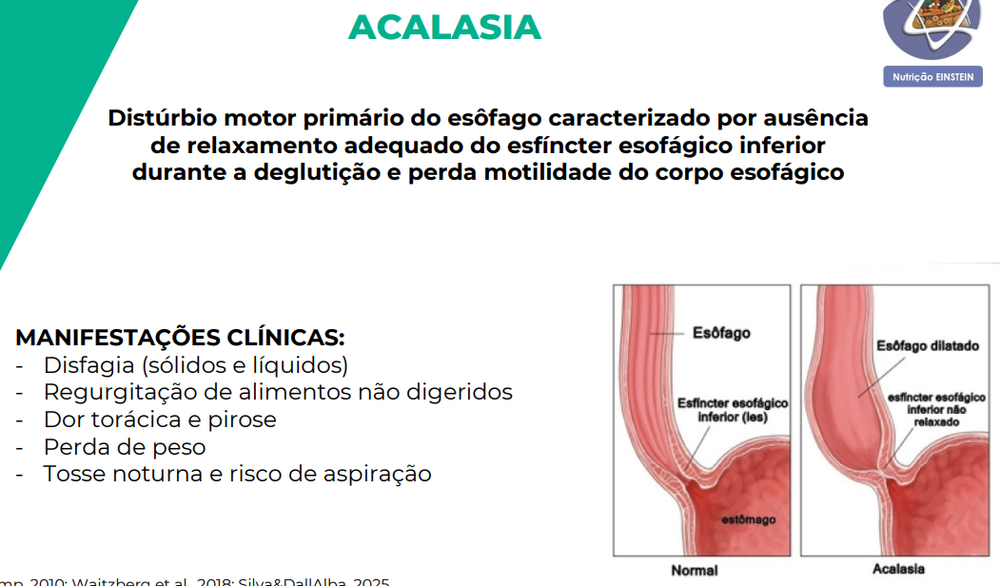 ACALASIA
Nutrição EINSTEIN
Distúrbio motor primário do esôfago caracterizado por ausência
de relaxamento adequado do esfíncter esofágico inferior
durante a deglutição e perda motilidade do corpo esofágico
MANIFESTAÇÕES CLÍNICAS:
- Disfagia (sólidos e líquidos)
- Regurgitação de alimentos não digeridos
- Dor torácica e pirose
- Perda de peso
- Tosse noturna e risco de aspiração
Esôfago
Esfíncter esofágico
inferior (les)
estômago
Normal
Esôfago dilatado
esfíncter esofágico
inferior não
relaxado
Acalasia
2010; Waitzberg et al., 2018; Silva&DallAlba, 2025